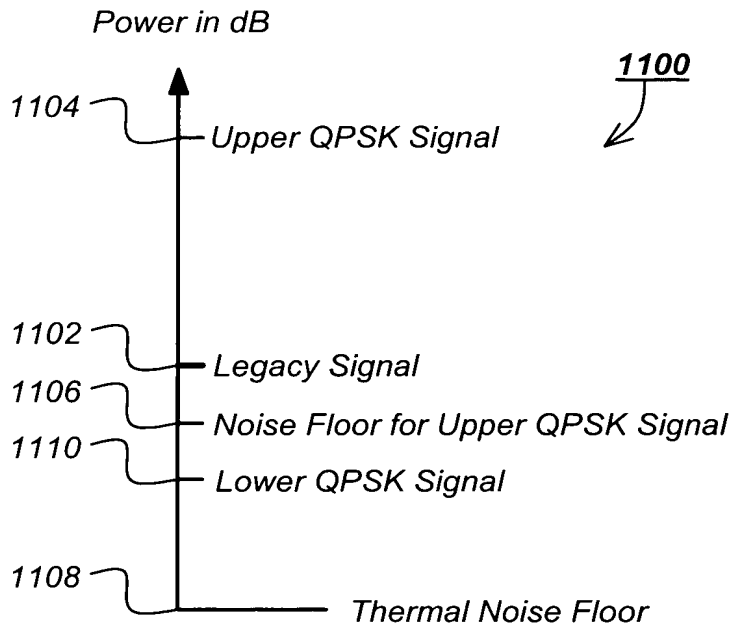 Power in dB
1100
1104
Upper QPSK Signal
1102
Legacy Signal
1106
Noise Floor for Upper QPSK Signal
1110
Lower QPSK Signal
1108
Thermal Noise Floor